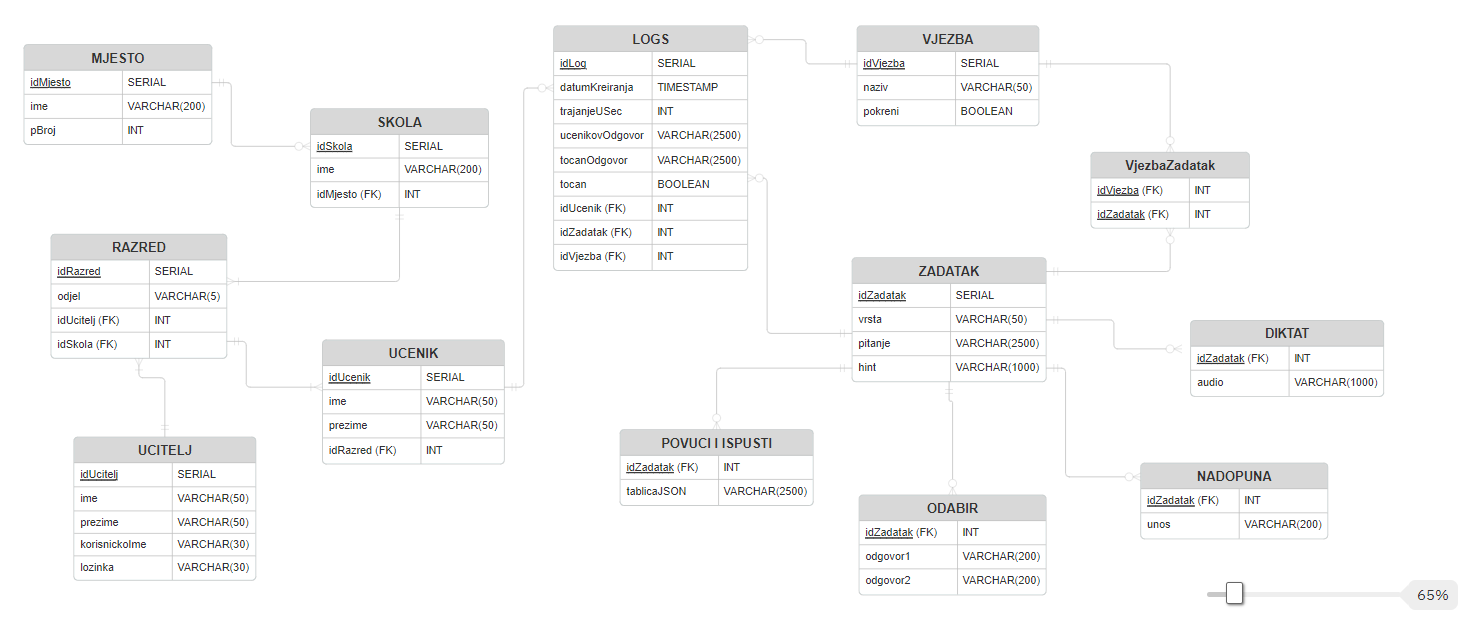 MJESTO
idMjesto SERIAL
ime VARCHAR(200)
pBroj INT
SKOLA
idSkola SERIAL
ime VARCHAR(200)
idMjesto (FK) INT
RAZRED
idRazred SERIAL
odjel VARCHAR(5)
idUcitelj (FK) INT
idSkola (FK) INT
UCENIK
idUcenik SERIAL
ime VARCHAR(50)
prezime VARCHAR(50)
idRazred (FK) INT
UCITELJ
idUcitelj SERIAL
ime VARCHAR(50)
prezime VARCHAR(50)
korisnickoIme VARCHAR(30)
lozinka VARCHAR(30)
LOGS
idLog SERIAL
datumKreiranja TIMESTAMP
trajanjeUSec INT
ucenikovOdgovor VARCHAR(2500)
tocanOdgovor VARCHAR(2500)
tocan BOOLEAN
idUcenik (FK) INT
idZadatak (FK) INT
idVjezba (FK) INT
VJEZBA
idVjezba SERIAL
naziv VARCHAR(50)
pokreni BOOLEAN
VjezbaZadatak
idVjezba (FK) INT
idZadatak (FK) INT
ZADATAK
idZadatak SERIAL
vrsta VARCHAR(50)
pitanje VARCHAR(2500)
hint VARCHAR(1000)
DIKTAT
idZadatak (FK) INT
audio VARCHAR(1000)
POVUCI I ISPUSTI
idZadatak (FK) INT
tablicaJSON VARCHAR(2500)
ODABIR
idZadatak (FK) INT
odgovor1 VARCHAR(200)
odgovor2 VARCHAR(200)
NADOPUNA
idZadatak (FK) INT
unos VARCHAR(200)
65%